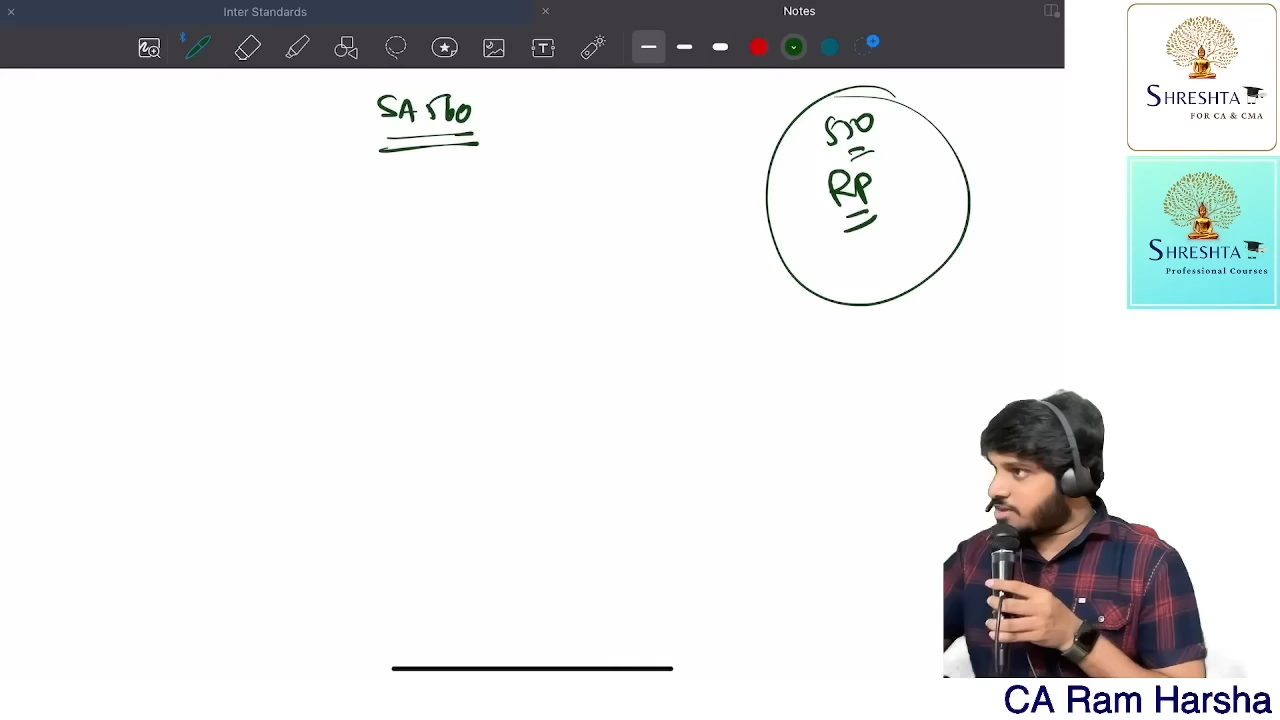 Inter Standards
Notes
SA 560
550
RP
SHRESHTA
FOR CA & CMA
SHRESHTA
Professional Courses
CA Ram Harsha